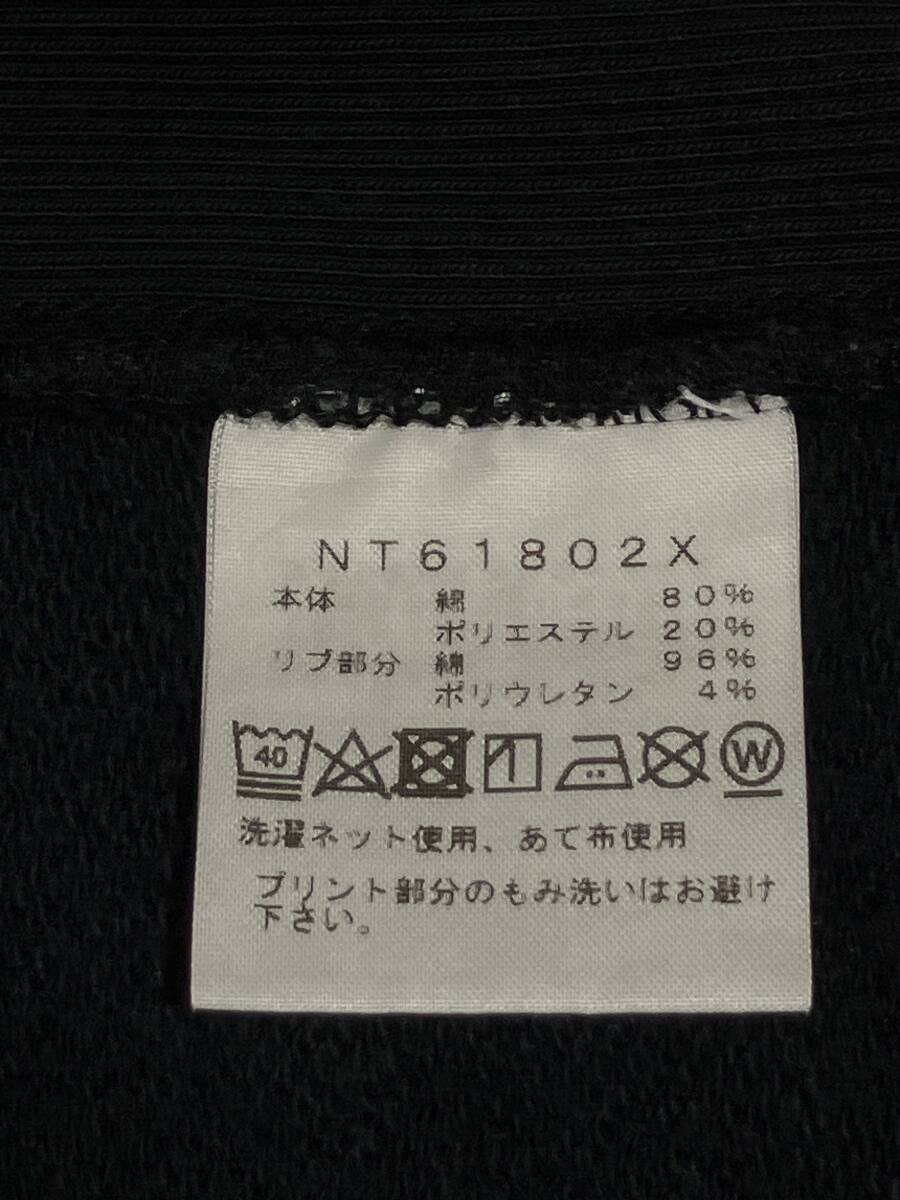 NT61802X
本体 綿 80%
ポリエステル 20%
リブ部分 綿 96%
ポリウレタン 4%
40 W
洗濯ネット使用、あて布使用
プリント部分のもみ洗いはお避け
下さい。